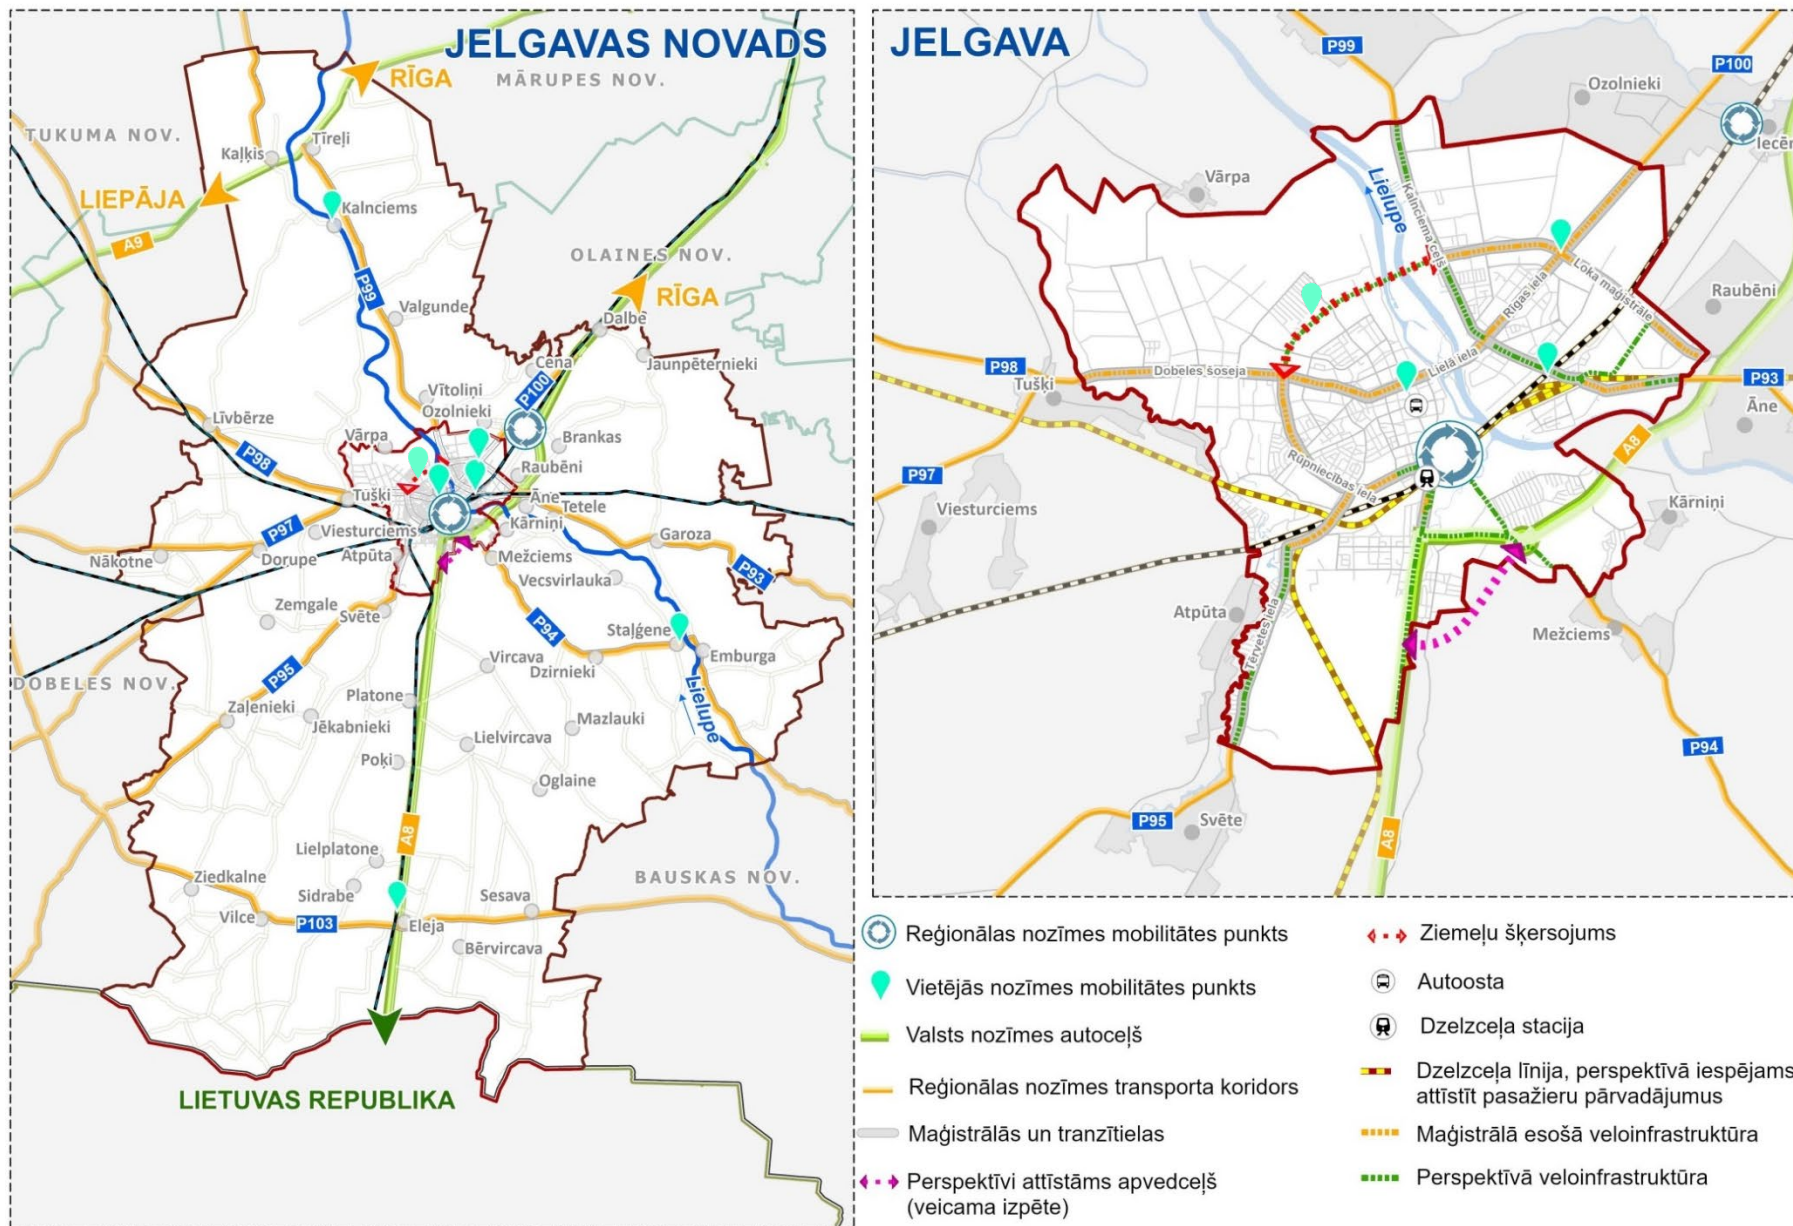 JELGAVAS NOVADS
RĪGA
MĀRUPES NOV.
TUKUMA NOV.
Tīreļi
Kaļķis
LIEPĀJA
Kalnciems
A9
OLAINES NOV.
P99
RĪGA
Valgunde
Dalbe
Cena
Jaunpēternieki
P100
Vītoliņi
Ozolnieki
Līvbērze
Vārpa
Brankas
P98
Raubēni
Tušķi
Āne
Tetele
P97
Viesturciems
Kārniņi
Garoza
Nākotne
Dorupe
Atpūta
Mežciems
P93
Vecsvirlauka
Zemgale
Svēte
P94
Staļģene
Emburga
Vircava
Dzirnieki
DOBELES NOV.
P95
Platone
Lielupe
Zaļenieki
Jēkabnieki
Mazlauki
Lielvircava
Poķi
Oglaine
A8
Lielplatone
Ziedkalne
Sidrabe
Sesava
BAUSKAS NOV.
Vilce
P103
Eleja
Bērvircava
LIETUVAS REPUBLIKA
JELGAVA
P99
P100
Ozolnieki
Vārpa
Lielupe
Kalnciema ceļš
Loka maģistrāle
Raubēni
Rīgas iela
P98
Tušķi
Dobeles šoseja
Lielā iela
P93
Āne
A8
P97
Rūpniecības iela
Viesturciems
Kārniņi
Atpūta
Tērvetes iela
Mežciems
P94
P95
Svēte
A8
Reģionālas nozīmes mobilitātes punkts
Vietējās nozīmes mobilitātes punkts
Valsts nozīmes autoceļš
Reģionālas nozīmes transporta koridors
Maģistrālās un tranzītielas
Perspektīvi attīstāms apvedceļš
(veicama izpēte)
Ziemeļu šķersojums
Autoosta
Dzelzceļa stacija
Dzelzceļa līnija, perspektīvā iespējams
attīstīt pasažieru pārvadājumus
Maģistrālā esošā veloinfrastruktūra
Perspektīvā veloinfrastruktūra